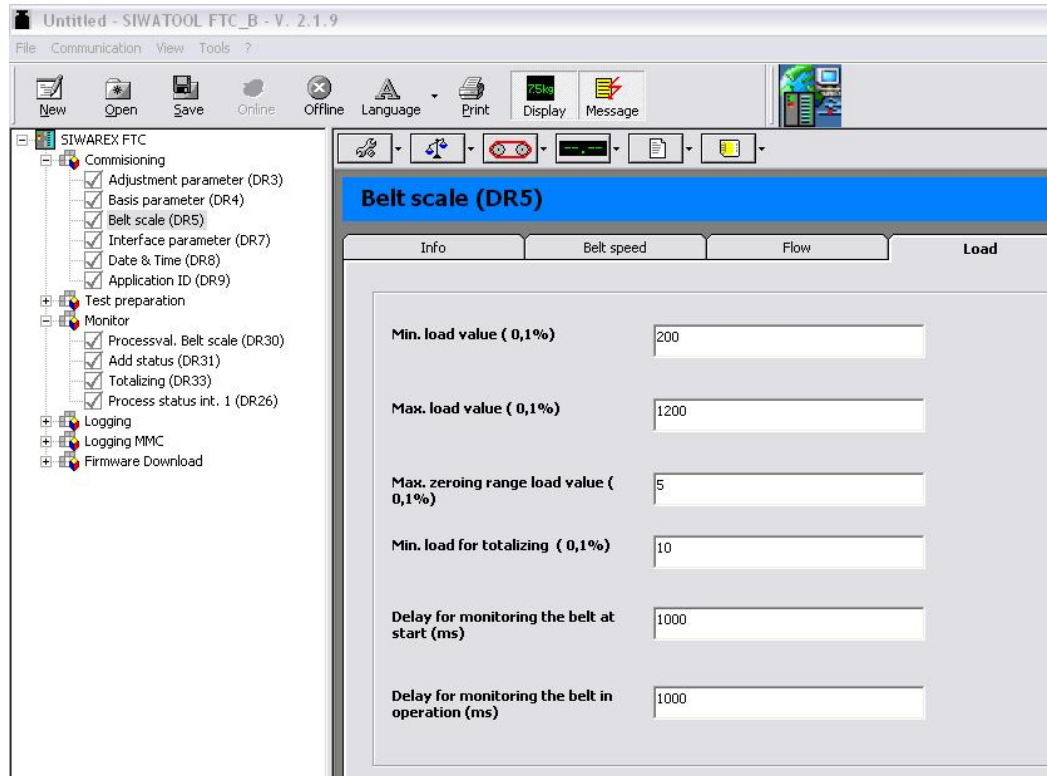 Untitled - SIWATOOL FTC_B - V. 2.1.9
File Communication View Tools ?
New Open Save Online Offline Language Print Display Message
7.5kg
SIWAREX FTC
Commisioning
Adjustment parameter (DR3)
Basis parameter (DR4)
Belt scale (DR5)
Interface parameter (DR7)
Date & Time (DR8)
Application ID (DR9)
Test preparation
Monitor
Processval. Belt scale (DR30)
Add status (DR31)
Totalizing (DR33)
Process status int. 1 (DR26)
Logging
Logging MMC
Firmware Download
--.--
Belt scale (DR5)
Info Belt speed Flow Load
Min. load value ( 0,1%) 200
Max. load value ( 0,1%) 1200
Max. zeroing range load value (
0,1%) 5
Min. load for totalizing ( 0,1%) 10
Delay for monitoring the belt at
start (ms) 1000
Delay for monitoring the belt in
operation (ms) 1000